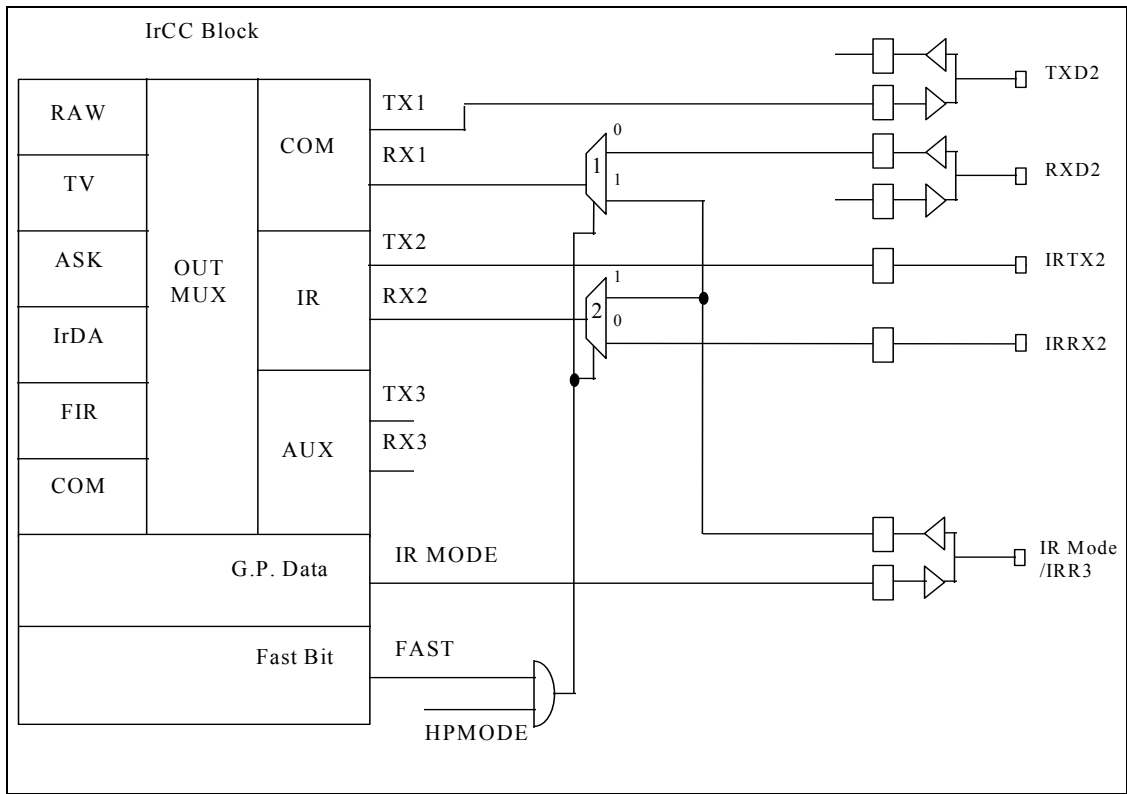 IrCC Block
RAW
TV
ASK
IrDA
FIR
COM
OUT
MUX
COM
IR
AUX
G.P. Data
Fast Bit
TX1
RX1
TX2
RX2
TX3
RX3
IR MODE
FAST
HPMODE
0
1
1
1
2
0
TXD2
RXD2
IRTX2
IRRX2
IR Mode
/IRR3